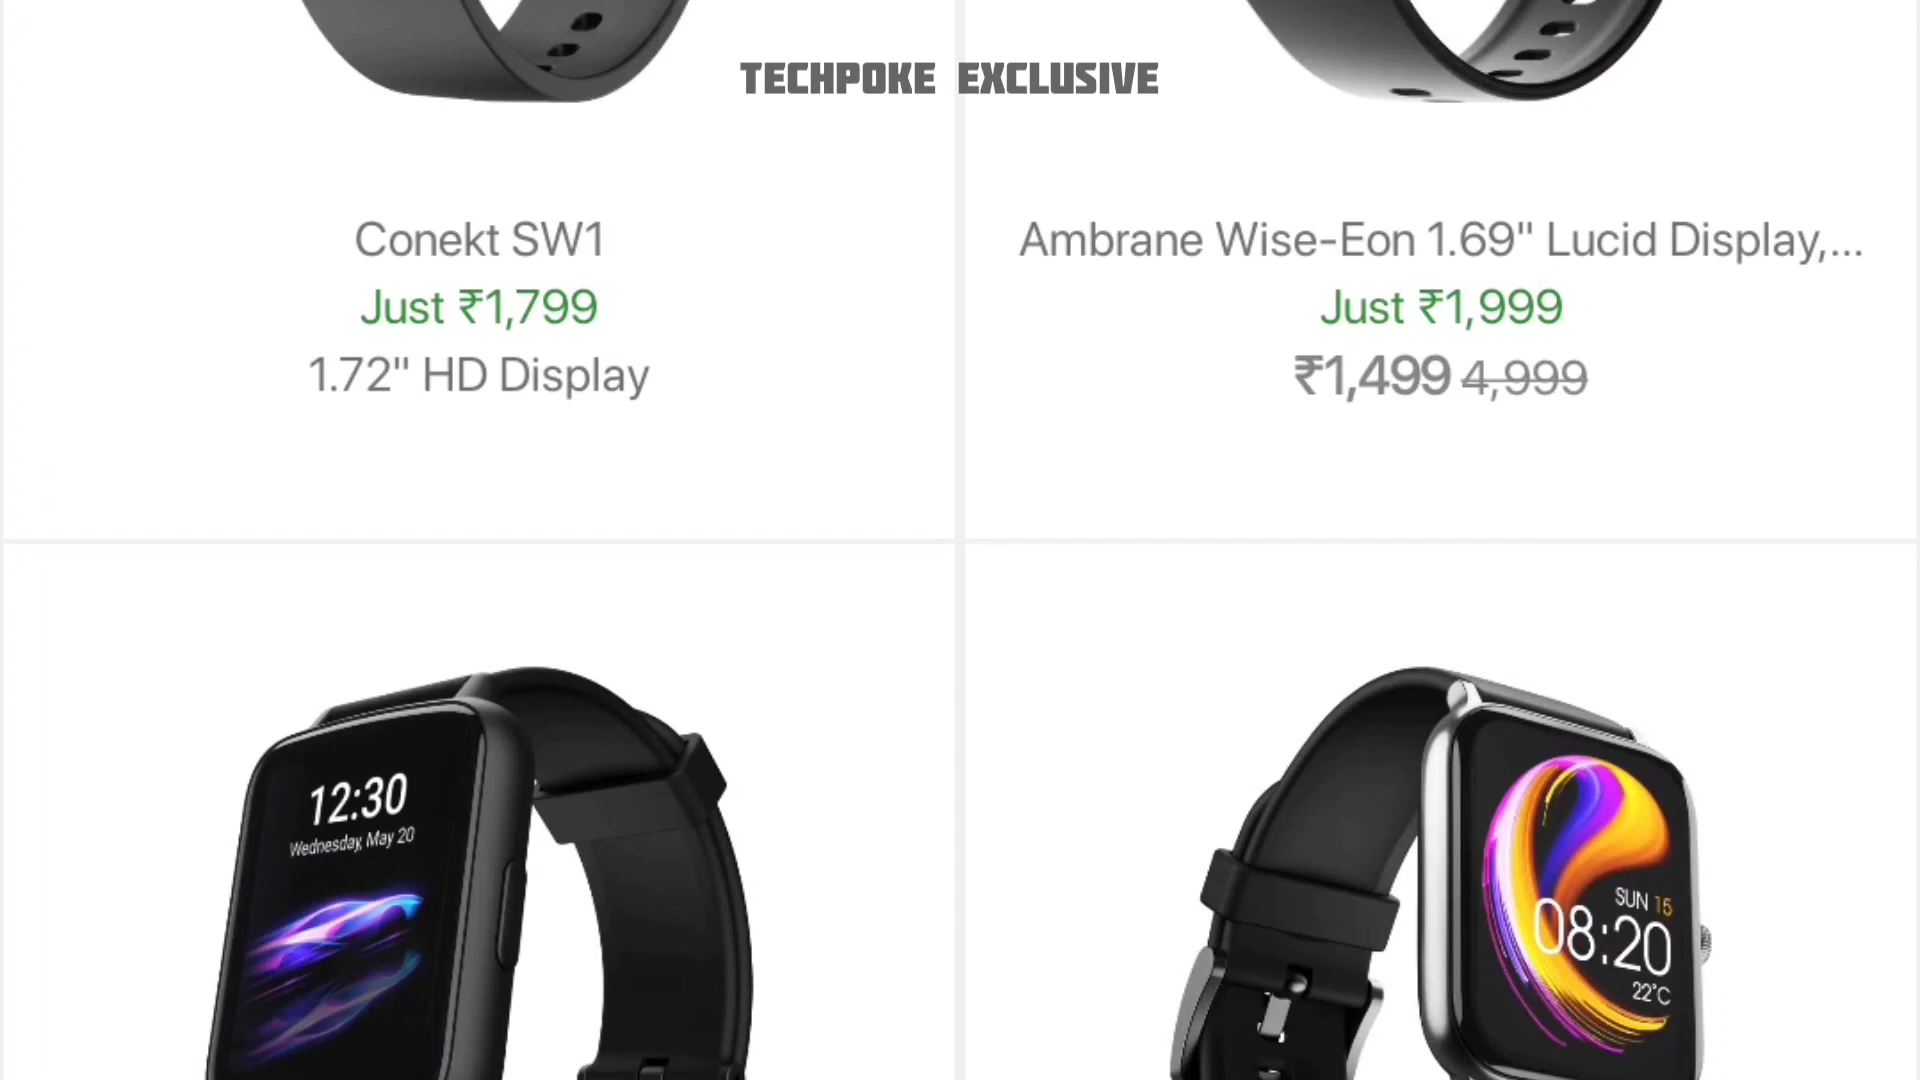 TECHPOKE EXCLUSIVE
Conekt SW1
Just ₹1,799
1.72" HD Display
Ambrane Wise-Eon 1.69" Lucid Display,...
Just ₹1,999
₹1,499 4,999
12:30
Wednesday, May 20
SUN 15
08:20
22°C